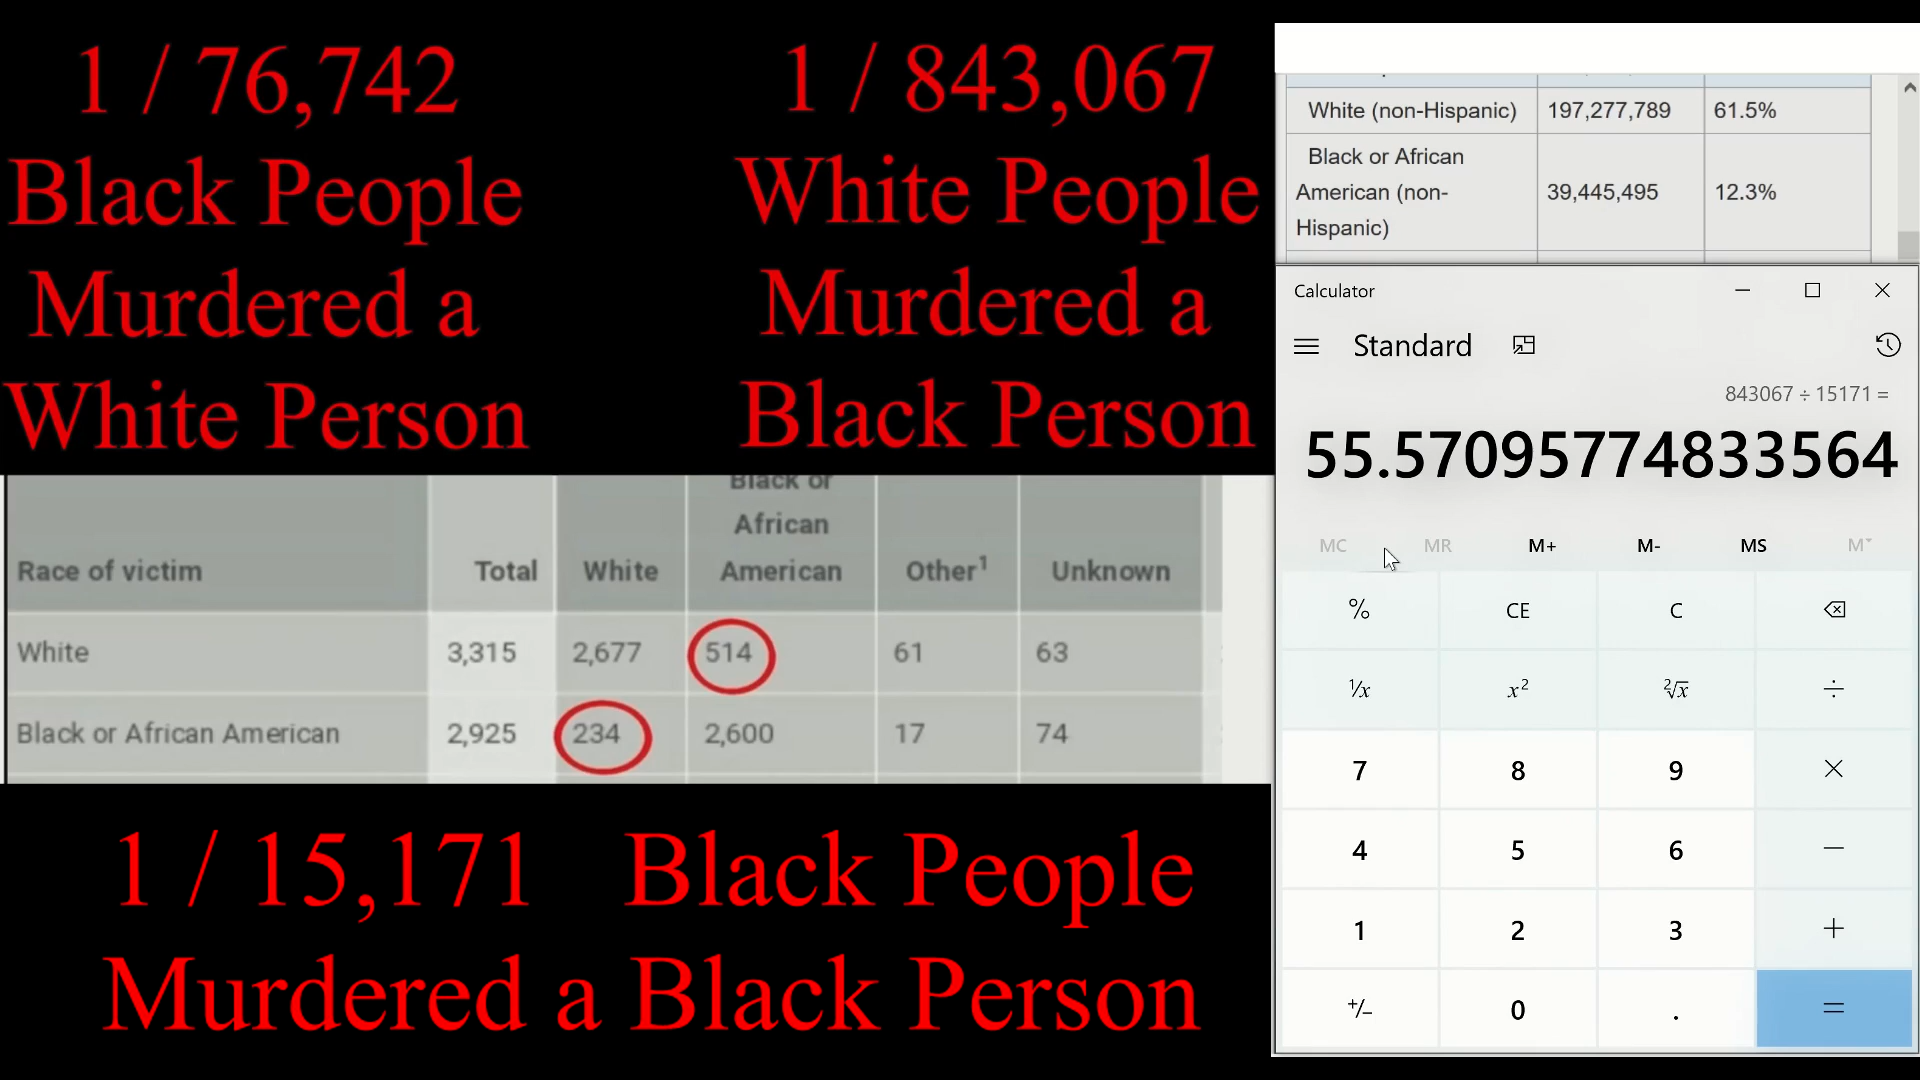 1 / 76,742
Black People
Murdered a
White Person
1 / 843,067
White People
Murdered a
Black Person
White (non-Hispanic) 197,277,789 61.5%
Black or African
American (non- 39,445,495 12.3%
Hispanic)
Black or
African
Race of victim Total White American Other¹ Unknown
White 3,315 2,677 514 61 63
Black or African American 2,925 234 2,600 17 74
1 / 15,171 Black People
Murdered a Black Person
Calculator
Standard
843067 ÷ 15171 =
55.57095774833564
MC MR M+ M- MS M˅
% CE C
¹/x x² ²√x ÷
7 8 9 ×
4 5 6 −
1 2 3 +
+/− 0 . =